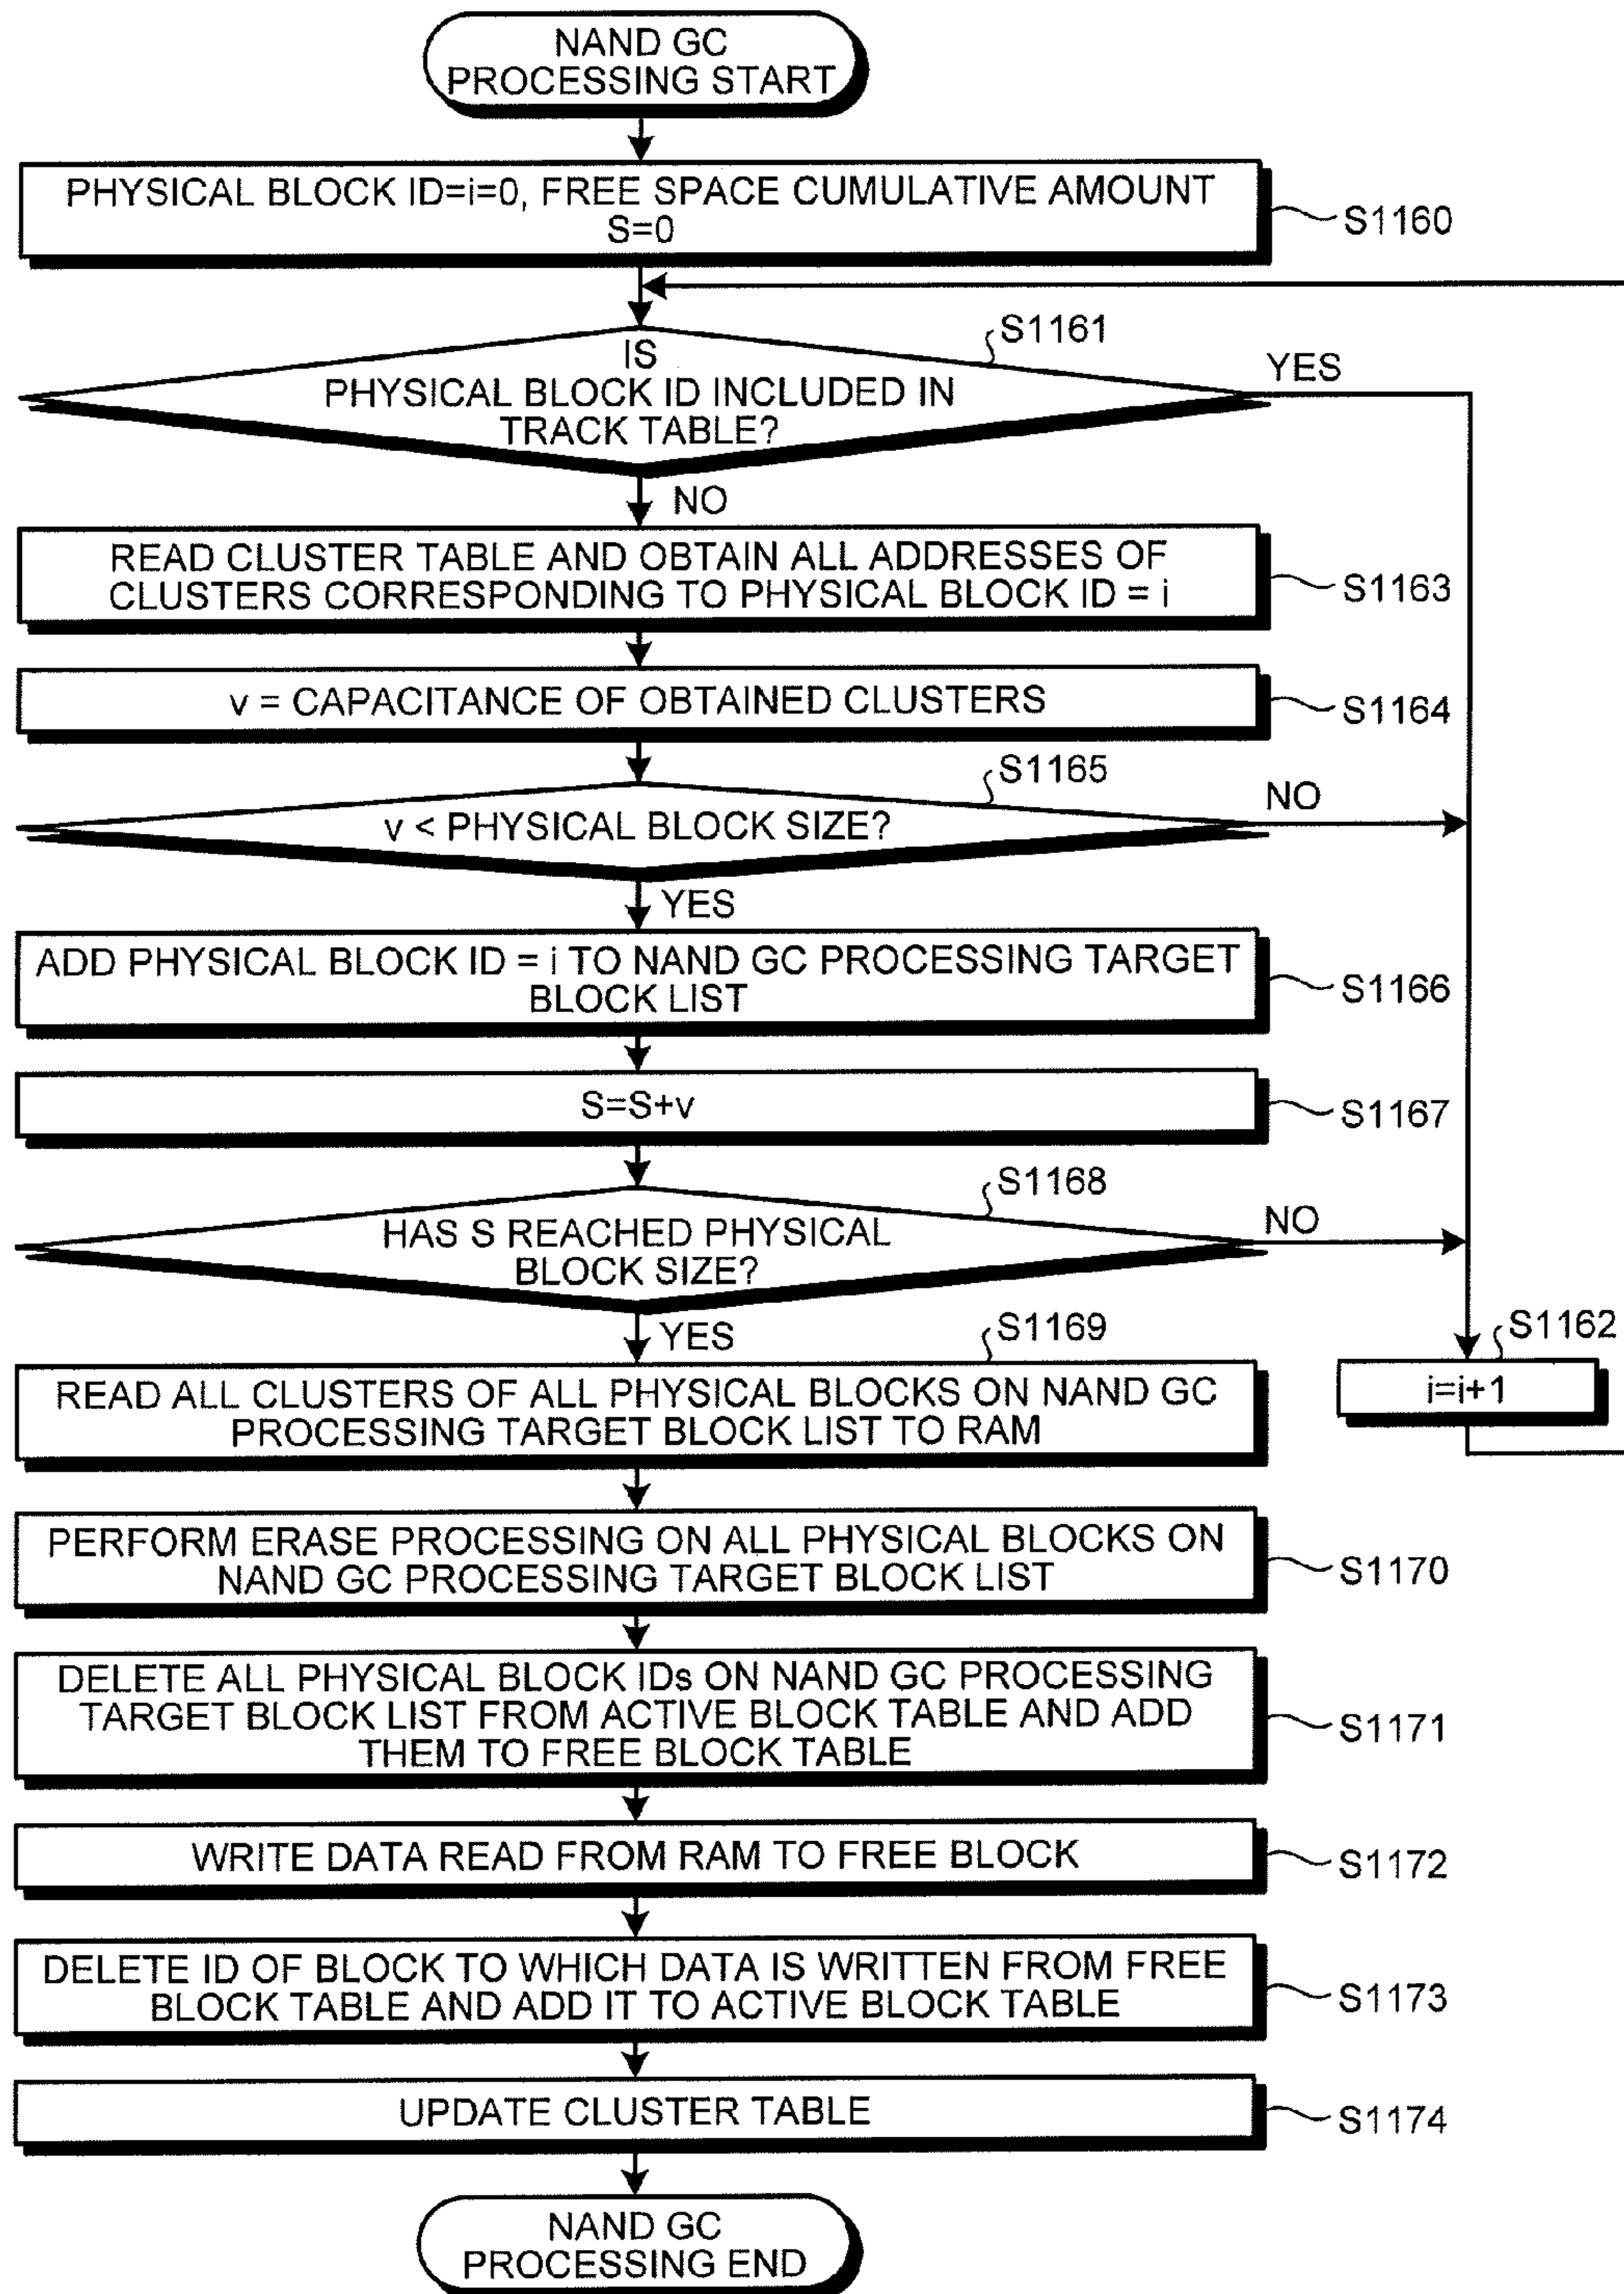 NAND GC
PROCESSING START
PHYSICAL BLOCK ID=i=0, FREE SPACE CUMULATIVE AMOUNT
S=0
S1160
S1161
IS
PHYSICAL BLOCK ID INCLUDED IN
TRACK TABLE?
YES
NO
READ CLUSTER TABLE AND OBTAIN ALL ADDRESSES OF
CLUSTERS CORRESPONDING TO PHYSICAL BLOCK ID = i
S1163
v = CAPACITANCE OF OBTAINED CLUSTERS
S1164
S1165
v < PHYSICAL BLOCK SIZE?
NO
YES
ADD PHYSICAL BLOCK ID = i TO NAND GC PROCESSING TARGET
BLOCK LIST
S1166
S=S+v
S1167
S1168
HAS S REACHED PHYSICAL
BLOCK SIZE?
NO
YES
S1169
READ ALL CLUSTERS OF ALL PHYSICAL BLOCKS ON NAND GC
PROCESSING TARGET BLOCK LIST TO RAM
S1162
i=i+1
PERFORM ERASE PROCESSING ON ALL PHYSICAL BLOCKS ON
NAND GC PROCESSING TARGET BLOCK LIST
S1170
DELETE ALL PHYSICAL BLOCK IDs ON NAND GC PROCESSING
TARGET BLOCK LIST FROM ACTIVE BLOCK TABLE AND ADD
THEM TO FREE BLOCK TABLE
S1171
WRITE DATA READ FROM RAM TO FREE BLOCK
S1172
DELETE ID OF BLOCK TO WHICH DATA IS WRITTEN FROM FREE
BLOCK TABLE AND ADD IT TO ACTIVE BLOCK TABLE
S1173
UPDATE CLUSTER TABLE
S1174
NAND GC
PROCESSING END